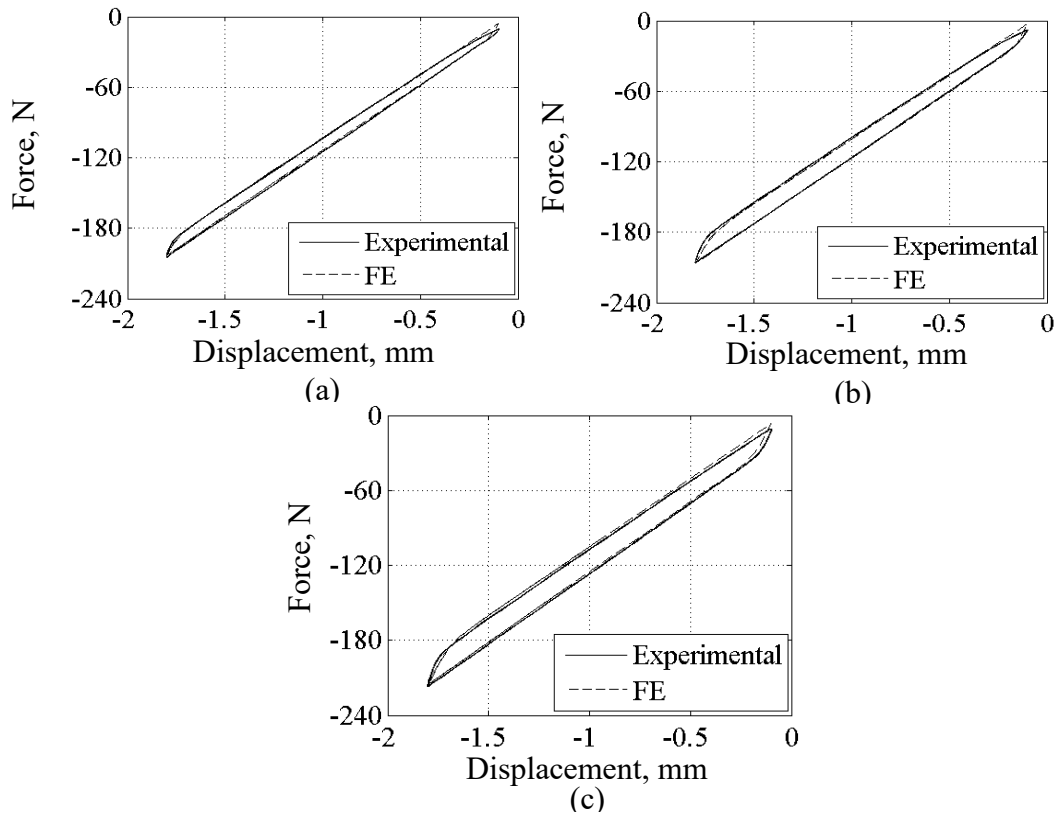 0
-60
-120
-180
-240
Force, N
Experimental
FE
-2
-1.5
-1
-0.5
0
Displacement, mm
(a)
0
-60
-120
-180
-240
Force, N
Experimental
FE
-2
-1.5
-1
-0.5
0
Displacement, mm
(b)
0
-60
-120
-180
-240
Force, N
Experimental
FE
-2
-1.5
-1
-0.5
0
Displacement, mm
(c)